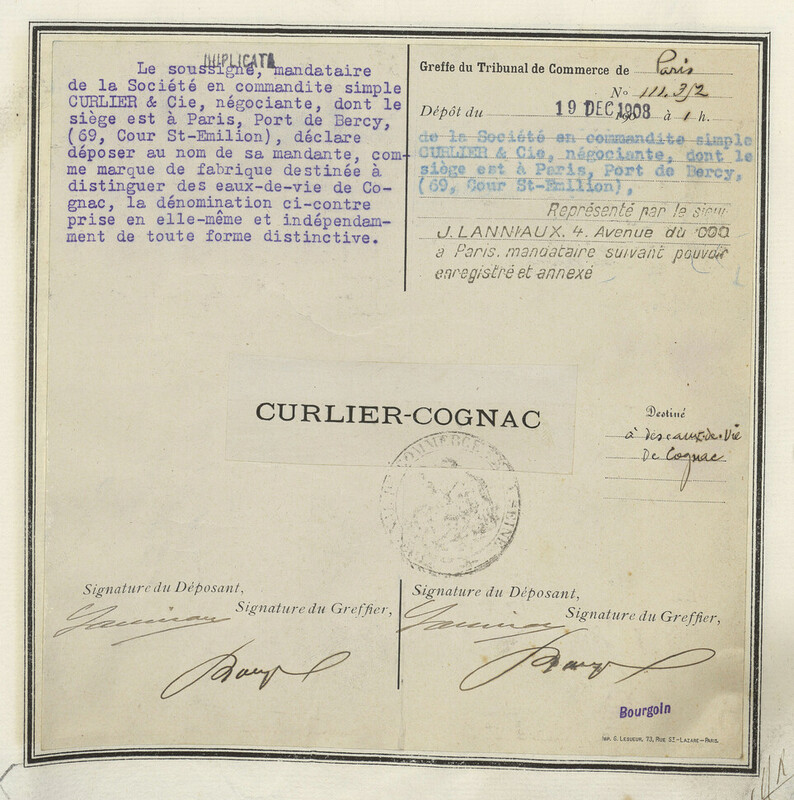 DUPLICATA
Le soussigné, mandataire
de la Société en commandite simple
CURLIER & Cie, négociante, dont le
siège est à Paris, Port de Bercy,
(69, Cour St-Emilion), déclare
déposer au nom de sa mandante, com-
me marque de fabrique destinée à
distinguer des eaux-de-vie de Co-
gnac, la dénomination ci-contre
prise en elle-même et indépendam-
ment de toute forme distinctive.
Greffe du Tribunal de Commerce de Paris
No 111.312
Dépôt du 19 DEC 1908 à 1 h.
de la Société en commandite simple
CURLIER & Cie, négociante, dont le
siège est à Paris, Port de Bercy,
(69, Cour St-Emilion),
Représenté par le sieur
J. LANNIAUX, 4. Avenue du
à Paris. mandataire suivant pouvoir
enregistré et annexé
CURLIER-COGNAC
Destiné
à des eaux-de-Vie
De Cognac
COMMERCE SEINE
Signature du Déposant,
Signature du Greffier,
Signature du Déposant,
Signature du Greffier,
Bourgoin
Imp. G. Lesueur, 73, Rue St-Lazare-Paris.